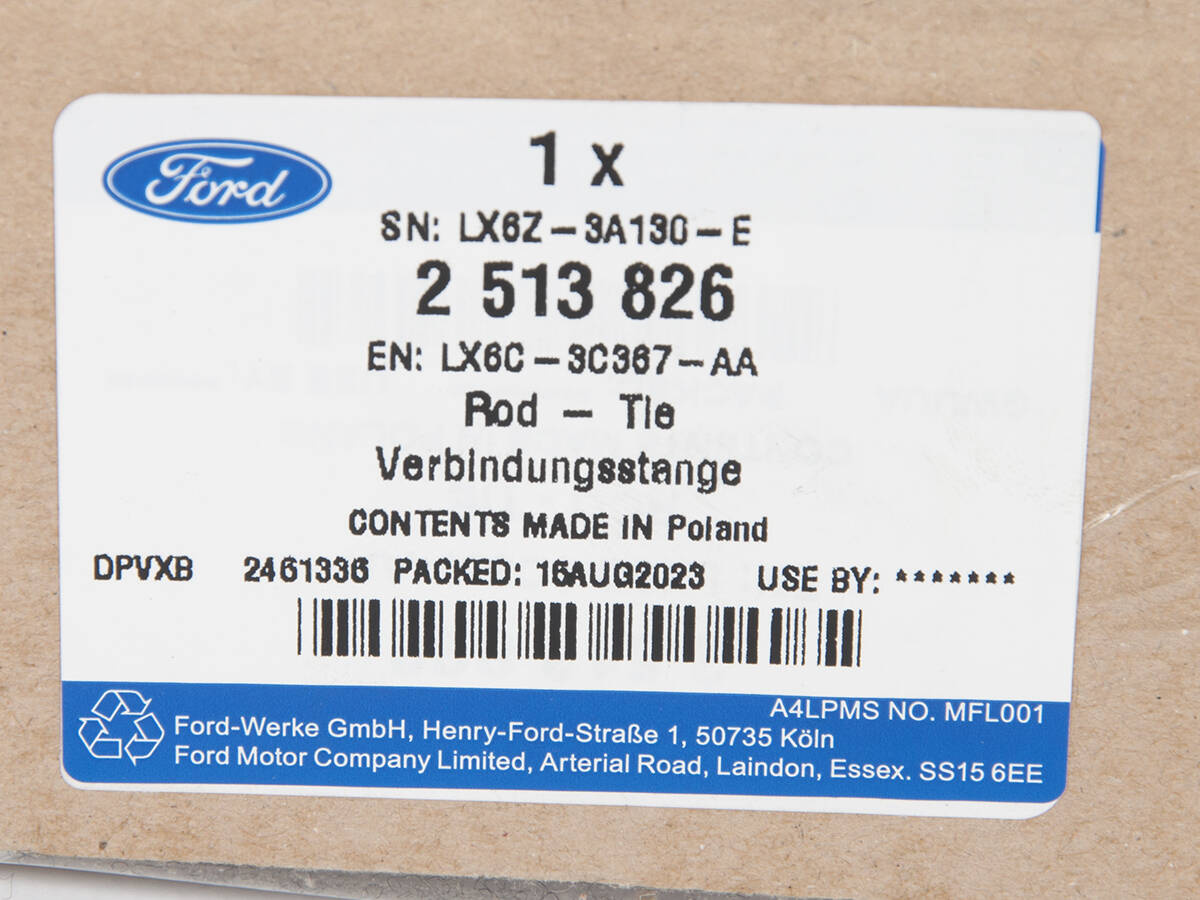 Ford
1 x
SN: LX6Z-3A130-E
2 513 826
EN: LX6C-3C367-AA
Rod - Tie
Verbindungsstange
CONTENTS MADE IN Poland
DPVXB 2461336 PACKED: 15AUG2023 USE BY: *******
A4LPMS NO. MFL001
Ford-Werke GmbH, Henry-Ford-Straße 1, 50735 Köln
Ford Motor Company Limited, Arterial Road, Laindon, Essex. SS15 6EE